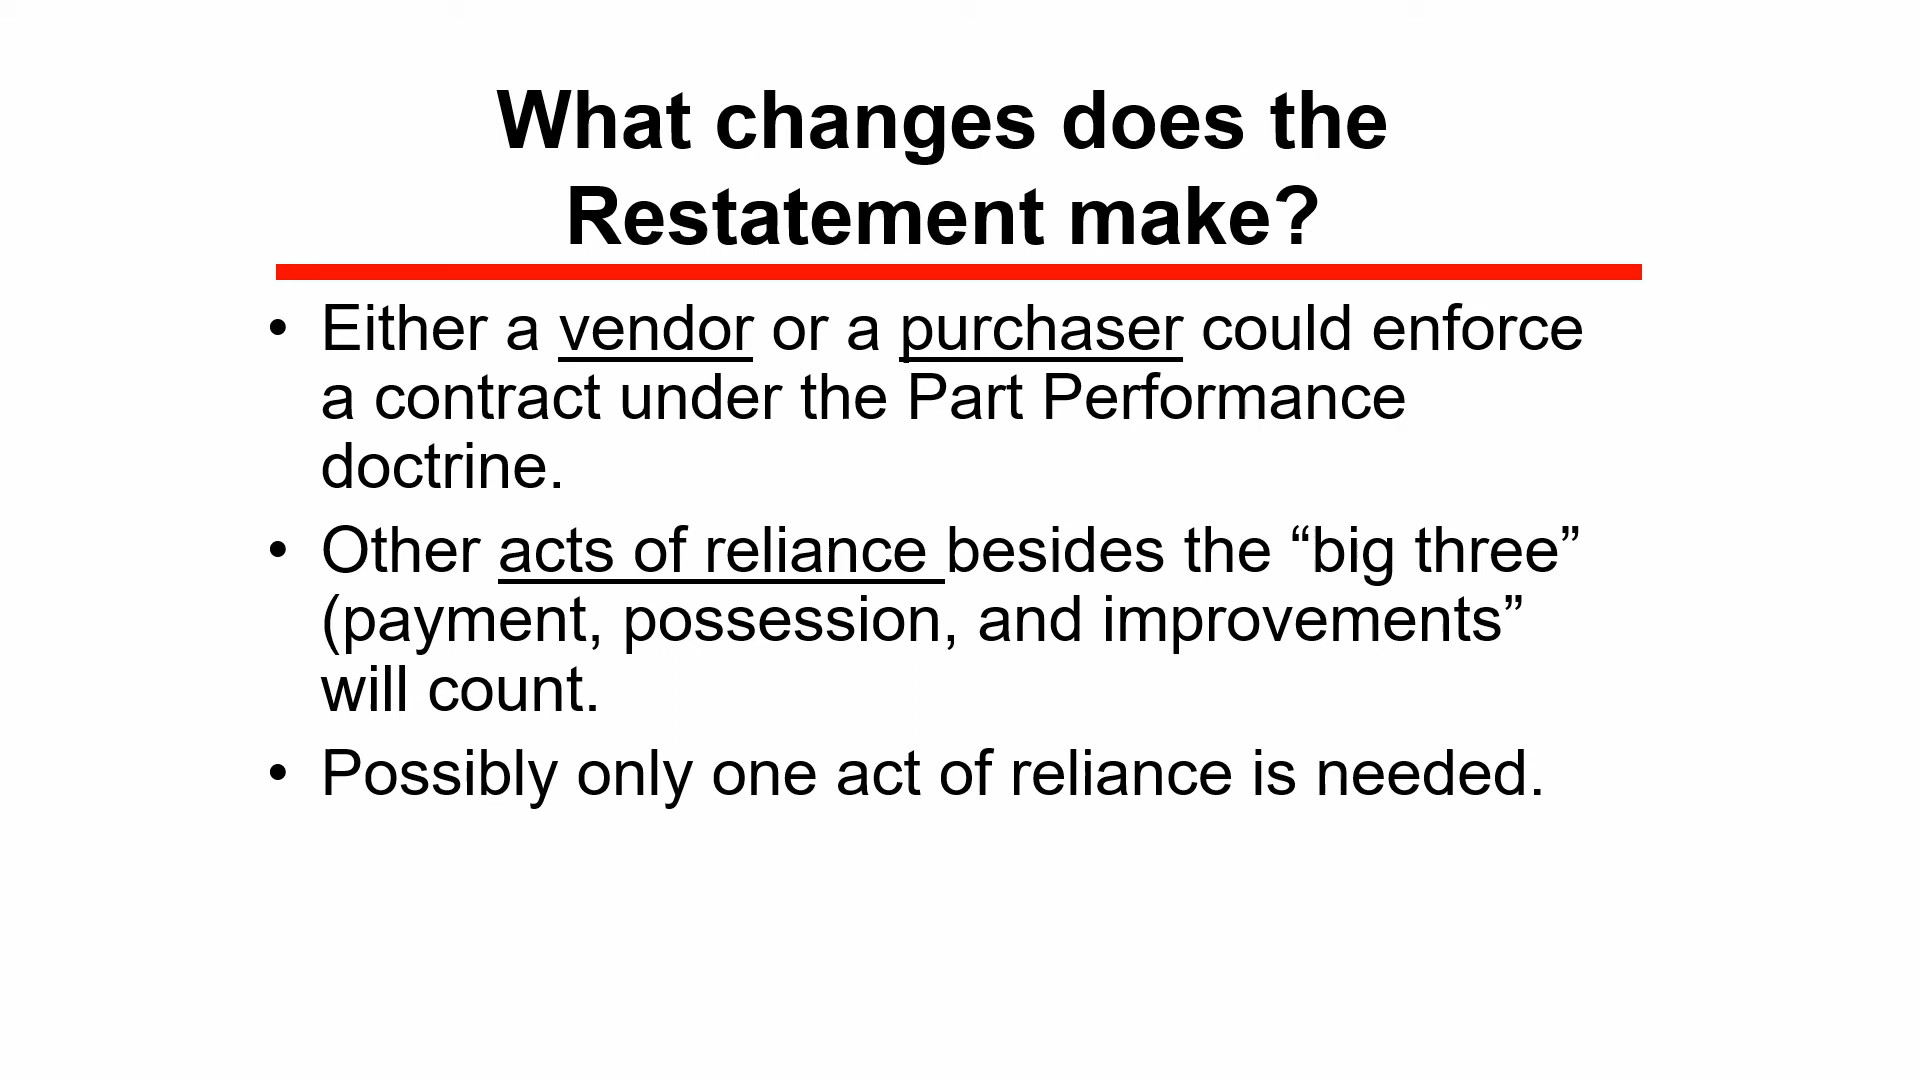 What changes does the
Restatement make?
• Either a vendor or a purchaser could enforce
a contract under the Part Performance
doctrine.
• Other acts of reliance besides the “big three”
(payment, possession, and improvements”
will count.
• Possibly only one act of reliance is needed.